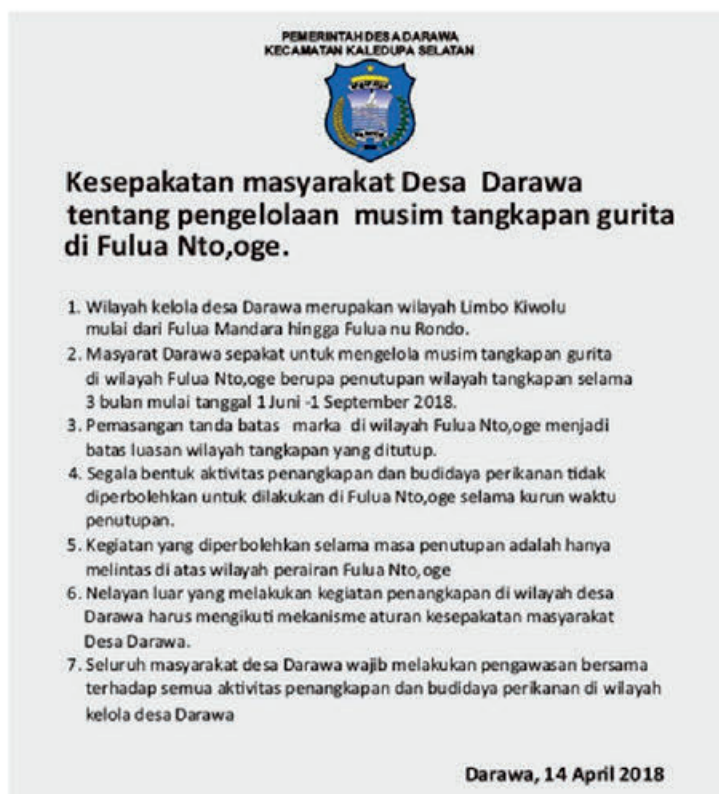 PEMERINTAH DESA DARAWA
KECAMATAN KALEDUPA SELATAN
Kesepakatan masyarakat Desa Darawa
tentang pengelolaan musim tangkapan gurita
di Fulua Nto,oge.
1. Wilayah kelola desa Darawa merupakan wilayah Limbo Kiwolu
mulai dari Fulua Mandara hingga Fulua nu Rondo.
2. Masyarat Darawa sepakat untuk mengelola musim tangkapan gurita
di wilayah Fulua Nto,oge berupa penutupan wilayah tangkapan selama
3 bulan mulai tanggal 1 Juni -1 September 2018.
3. Pemasangan tanda batas marka di wilayah Fulua Nto,oge menjadi
batas luasan wilayah tangkapan yang ditutup.
4. Segala bentuk aktivitas penangkapan dan budidaya perikanan tidak
diperbolehkan untuk dilakukan di Fulua Nto,oge selama kurun waktu
penutupan.
5. Kegiatan yang diperbolehkan selama masa penutupan adalah hanya
melintas di atas wilayah perairan Fulua Nto,oge
6. Nelayan luar yang melakukan kegiatan penangkapan di wilayah desa
Darawa harus mengikuti mekanisme aturan kesepakatan masyarakat
Desa Darawa.
7. Seluruh masyarakat desa Darawa wajib melakukan pengawasan bersama
terhadap semua aktivitas penangkapan dan budidaya perikanan di wilayah
kelola desa Darawa
Darawa, 14 April 2018